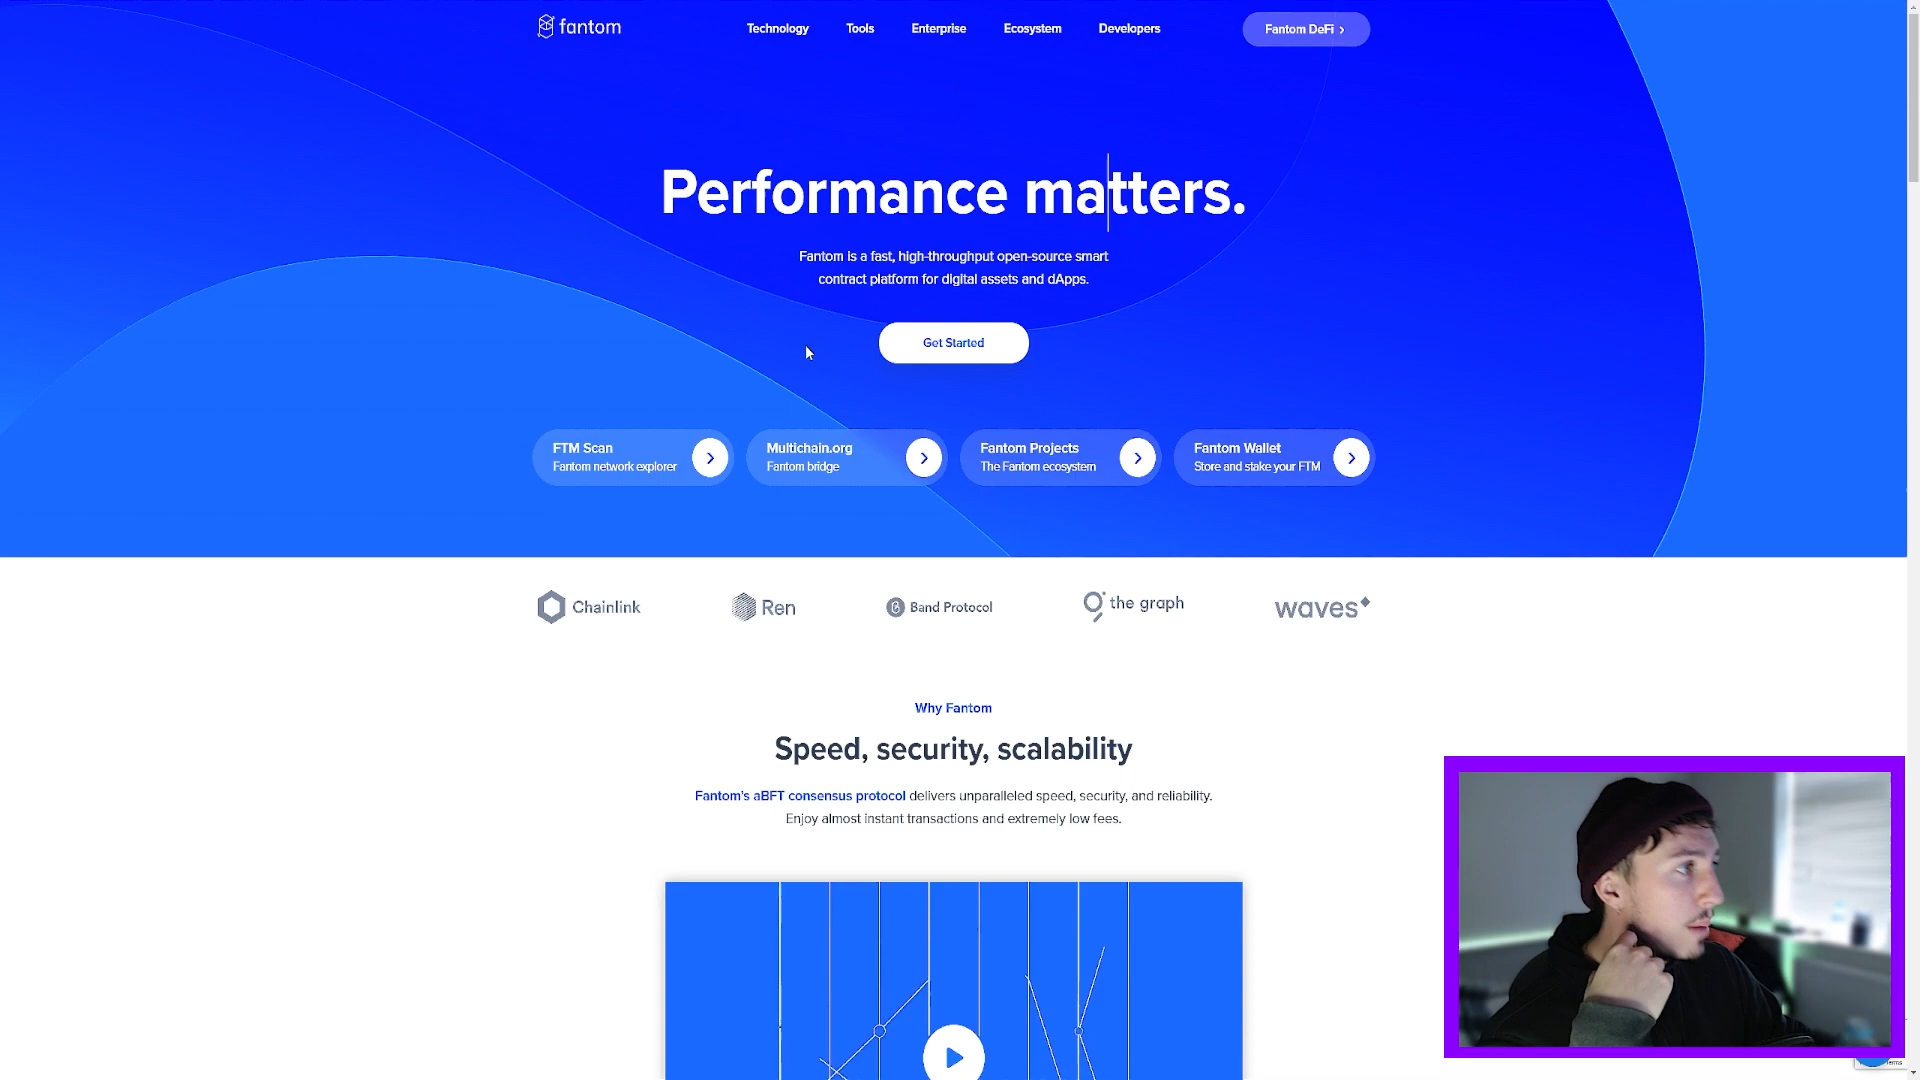 fantom
Technology
Tools
Enterprise
Ecosystem
Developers
Fantom DeFi
Performance matters.
Fantom is a fast, high-throughput open-source smart
contract platform for digital assets and dApps.
Get Started
FTM Scan
Fantom network explorer
Multichain.org
Fantom bridge
Fantom Projects
The Fantom ecosystem
Fantom Wallet
Store and stake your FTM
Chainlink
Ren
Band Protocol
the graph
waves
Why Fantom
Speed, security, scalability
Fantom's aBFT consensus protocol delivers unparalleled speed, security, and reliability.
Enjoy almost instant transactions and extremely low fees.